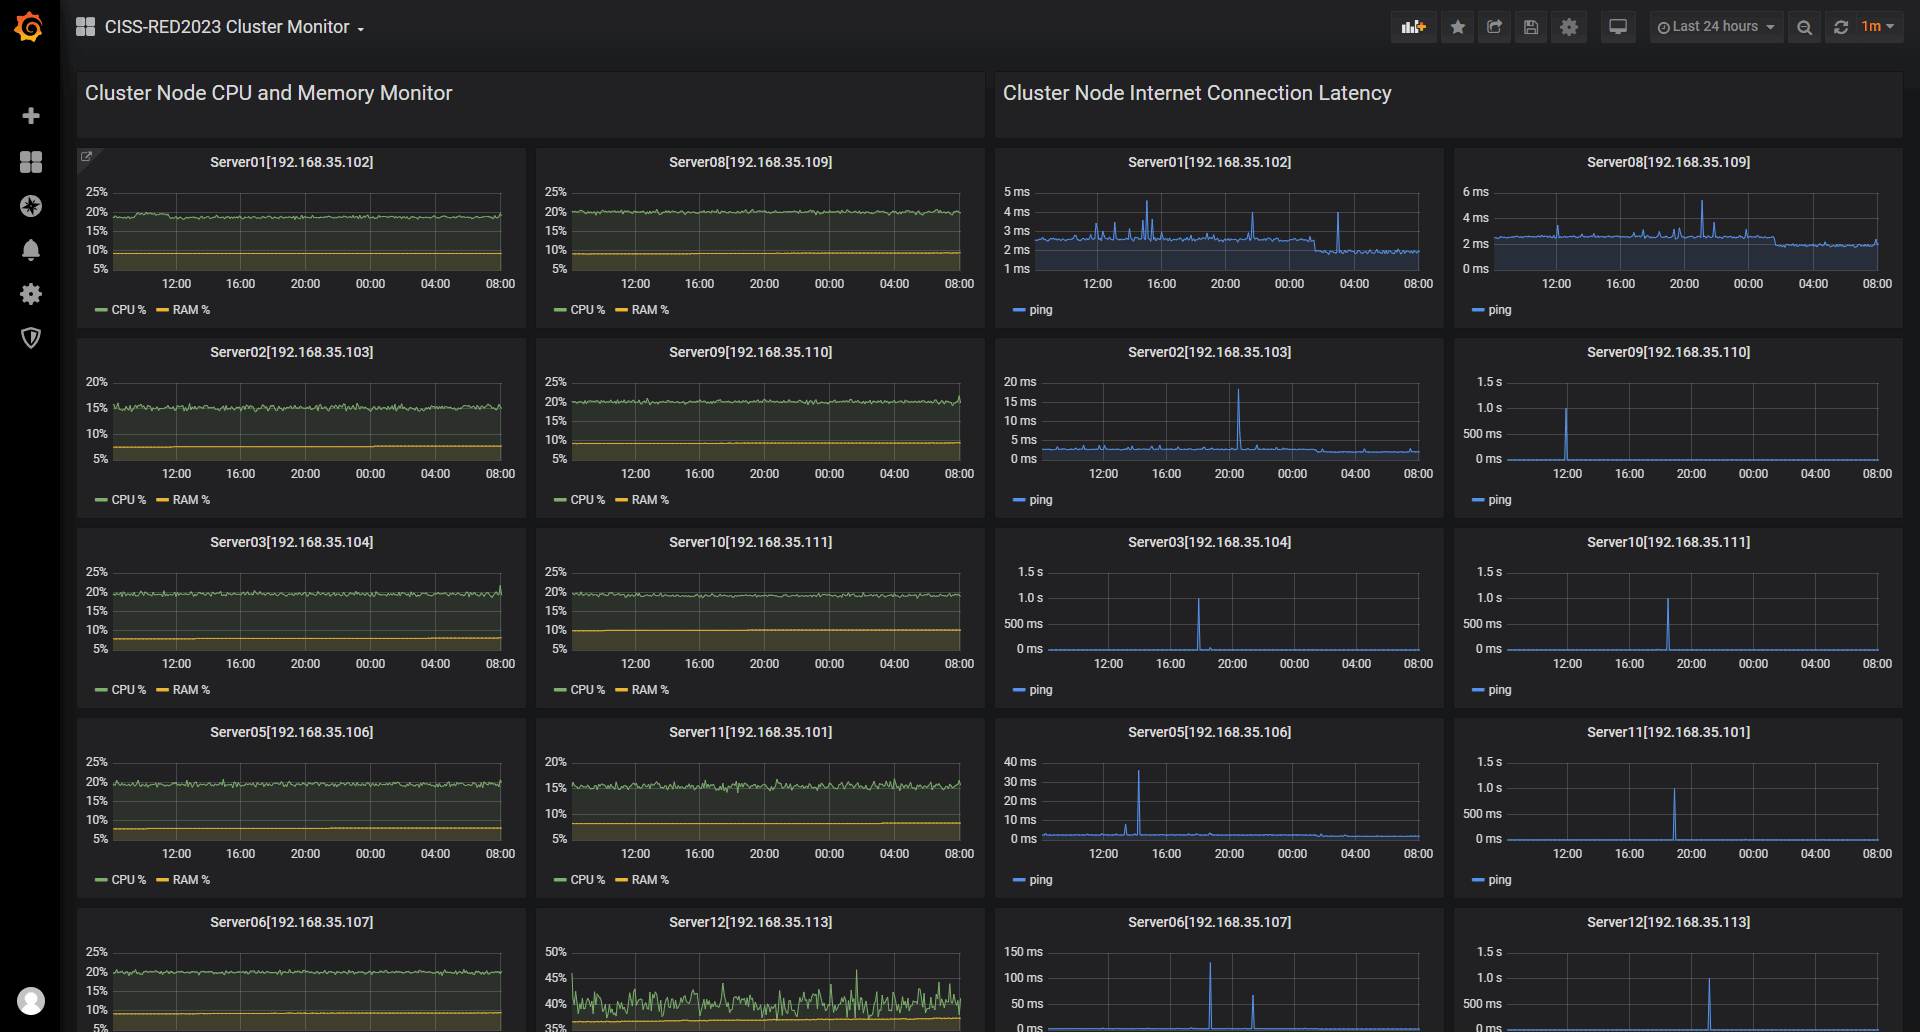 CISS-RED2023 Cluster Monitor
Last 24 hours
1m
Cluster Node CPU and Memory Monitor
Cluster Node Internet Connection Latency
Server01[192.168.35.102]
25%
20%
15%
10%
5%
12:00 16:00 20:00 00:00 04:00 08:00
CPU % RAM %
Server08[192.168.35.109]
25%
20%
15%
10%
5%
12:00 16:00 20:00 00:00 04:00 08:00
CPU % RAM %
Server01[192.168.35.102]
5 ms
4 ms
3 ms
2 ms
1 ms
12:00 16:00 20:00 00:00 04:00 08:00
ping
Server08[192.168.35.109]
6 ms
4 ms
2 ms
0 ms
12:00 16:00 20:00 00:00 04:00 08:00
ping
Server02[192.168.35.103]
20%
15%
10%
5%
12:00 16:00 20:00 00:00 04:00 08:00
CPU % RAM %
Server09[192.168.35.110]
25%
20%
15%
10%
5%
12:00 16:00 20:00 00:00 04:00 08:00
CPU % RAM %
Server02[192.168.35.103]
20 ms
15 ms
10 ms
5 ms
0 ms
12:00 16:00 20:00 00:00 04:00 08:00
ping
Server09[192.168.35.110]
1.5 s
1.0 s
500 ms
0 ms
12:00 16:00 20:00 00:00 04:00 08:00
ping
Server03[192.168.35.104]
25%
20%
15%
10%
5%
12:00 16:00 20:00 00:00 04:00 08:00
CPU % RAM %
Server10[192.168.35.111]
25%
20%
15%
10%
5%
12:00 16:00 20:00 00:00 04:00 08:00
CPU % RAM %
Server03[192.168.35.104]
1.5 s
1.0 s
500 ms
0 ms
12:00 16:00 20:00 00:00 04:00 08:00
ping
Server10[192.168.35.111]
1.5 s
1.0 s
500 ms
0 ms
12:00 16:00 20:00 00:00 04:00 08:00
ping
Server05[192.168.35.106]
25%
20%
15%
10%
5%
12:00 16:00 20:00 00:00 04:00 08:00
CPU % RAM %
Server11[192.168.35.101]
20%
15%
10%
5%
12:00 16:00 20:00 00:00 04:00 08:00
CPU % RAM %
Server05[192.168.35.106]
40 ms
30 ms
20 ms
10 ms
0 ms
12:00 16:00 20:00 00:00 04:00 08:00
ping
Server11[192.168.35.101]
1.5 s
1.0 s
500 ms
0 ms
12:00 16:00 20:00 00:00 04:00 08:00
ping
Server06[192.168.35.107]
25%
20%
15%
10%
5%
Server12[192.168.35.113]
50%
45%
40%
35%
Server06[192.168.35.107]
150 ms
100 ms
50 ms
0 ms
Server12[192.168.35.113]
1.5 s
1.0 s
500 ms
0 ms